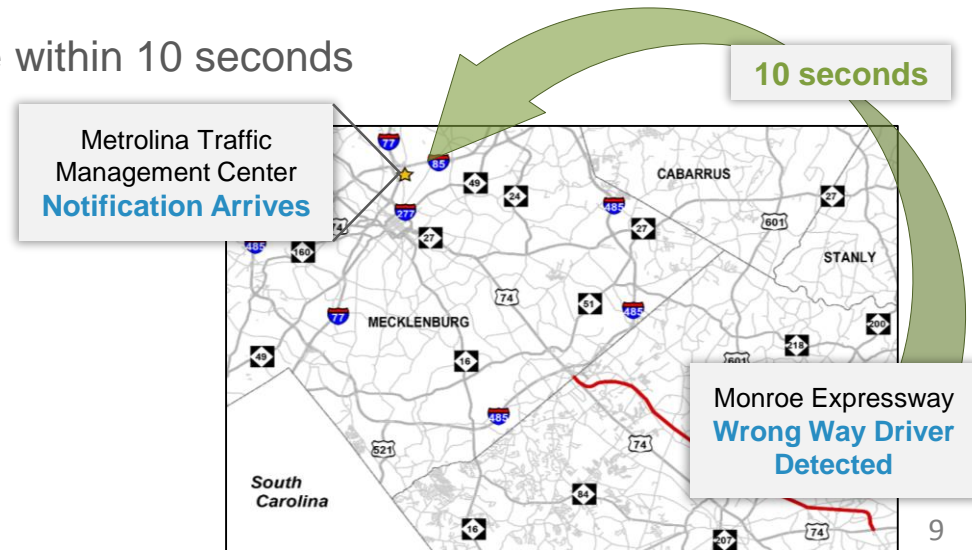 within 10 seconds
10 seconds
Metrolina Traffic
Management Center
Notification Arrives
77
85
49
24
CABARRUS
27
485
601
277
74
27
27
STANLY
485
160
74
51
485
200
77
MECKLENBURG
218
49
16
601
Monroe Expressway
Wrong Way Driver
Detected
485
74
521
South
Carolina
84
16
207
74
9